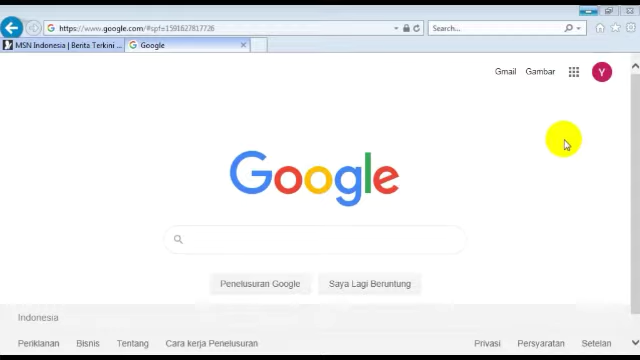 https://www.google.com/#spf=1591627817726
Search...
MSN Indonesia | Berita Terkini ...
Google
Gmail Gambar Y
Google
Penelusuran Google Saya Lagi Beruntung
Indonesia
Periklanan Bisnis Tentang Cara kerja Penelusuran Privasi Persyaratan Setelan